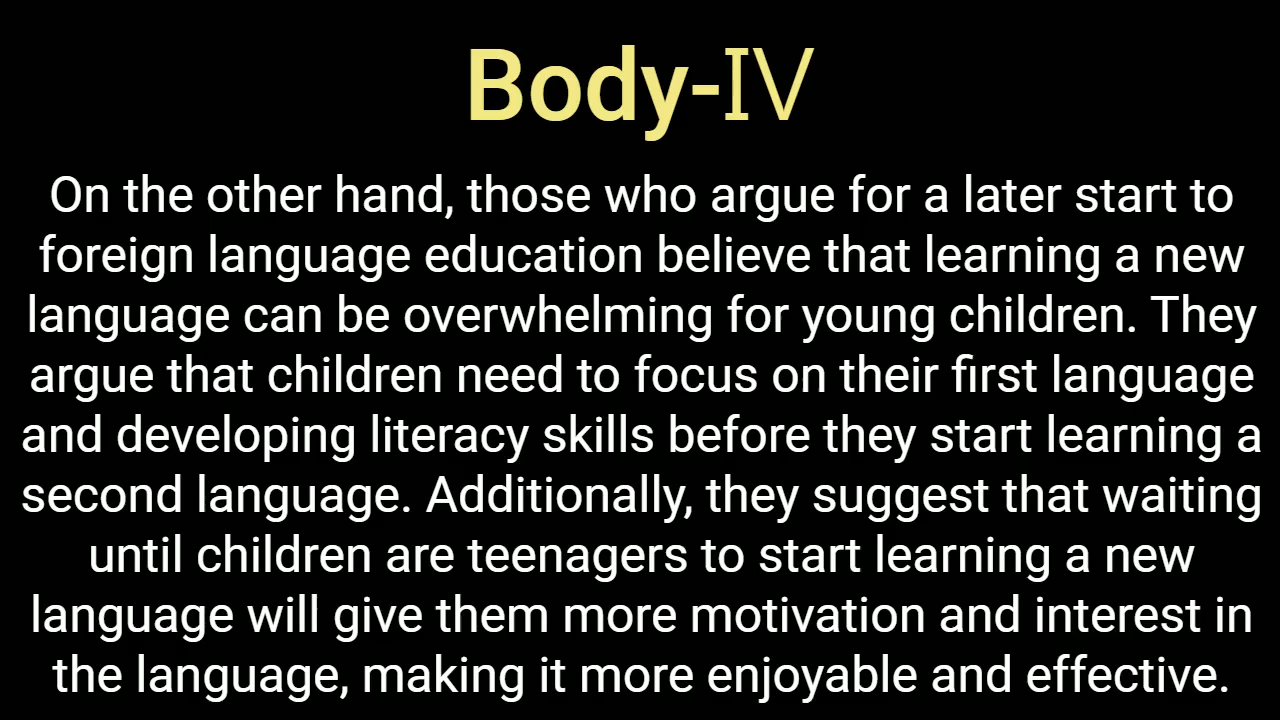 Body-IV
On the other hand, those who argue for a later start to
foreign language education believe that learning a new
language can be overwhelming for young children. They
argue that children need to focus on their first language
and developing literacy skills before they start learning a
second language. Additionally, they suggest that waiting
until children are teenagers to start learning a new
language will give them more motivation and interest in
the language, making it more enjoyable and effective.